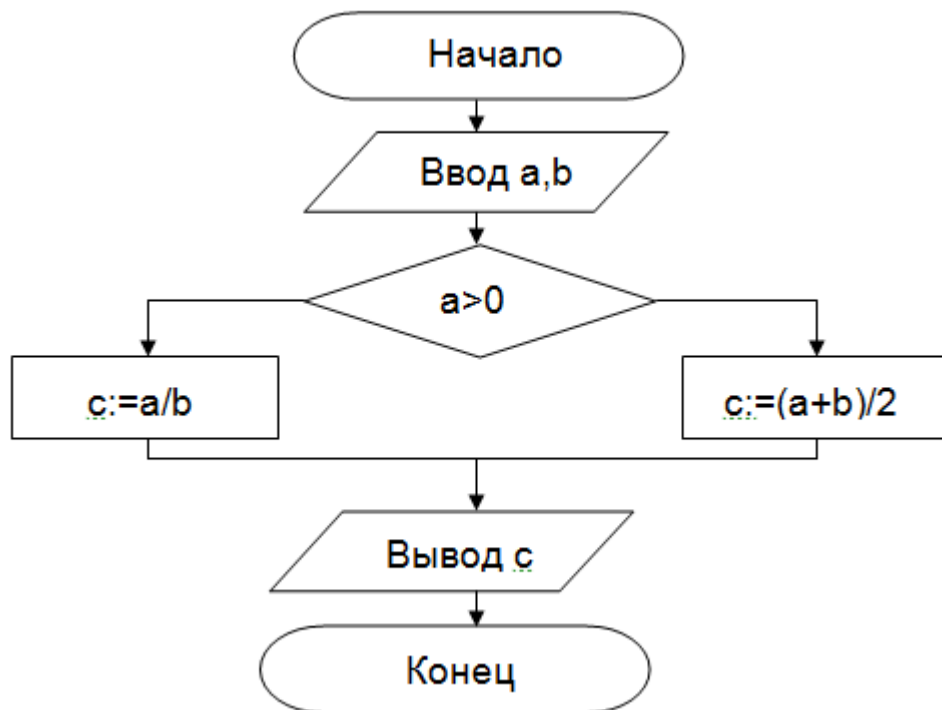 Начало
Ввод a,b
a>0
c:=a/b
c:=(a+b)/2
Вывод c
Конец